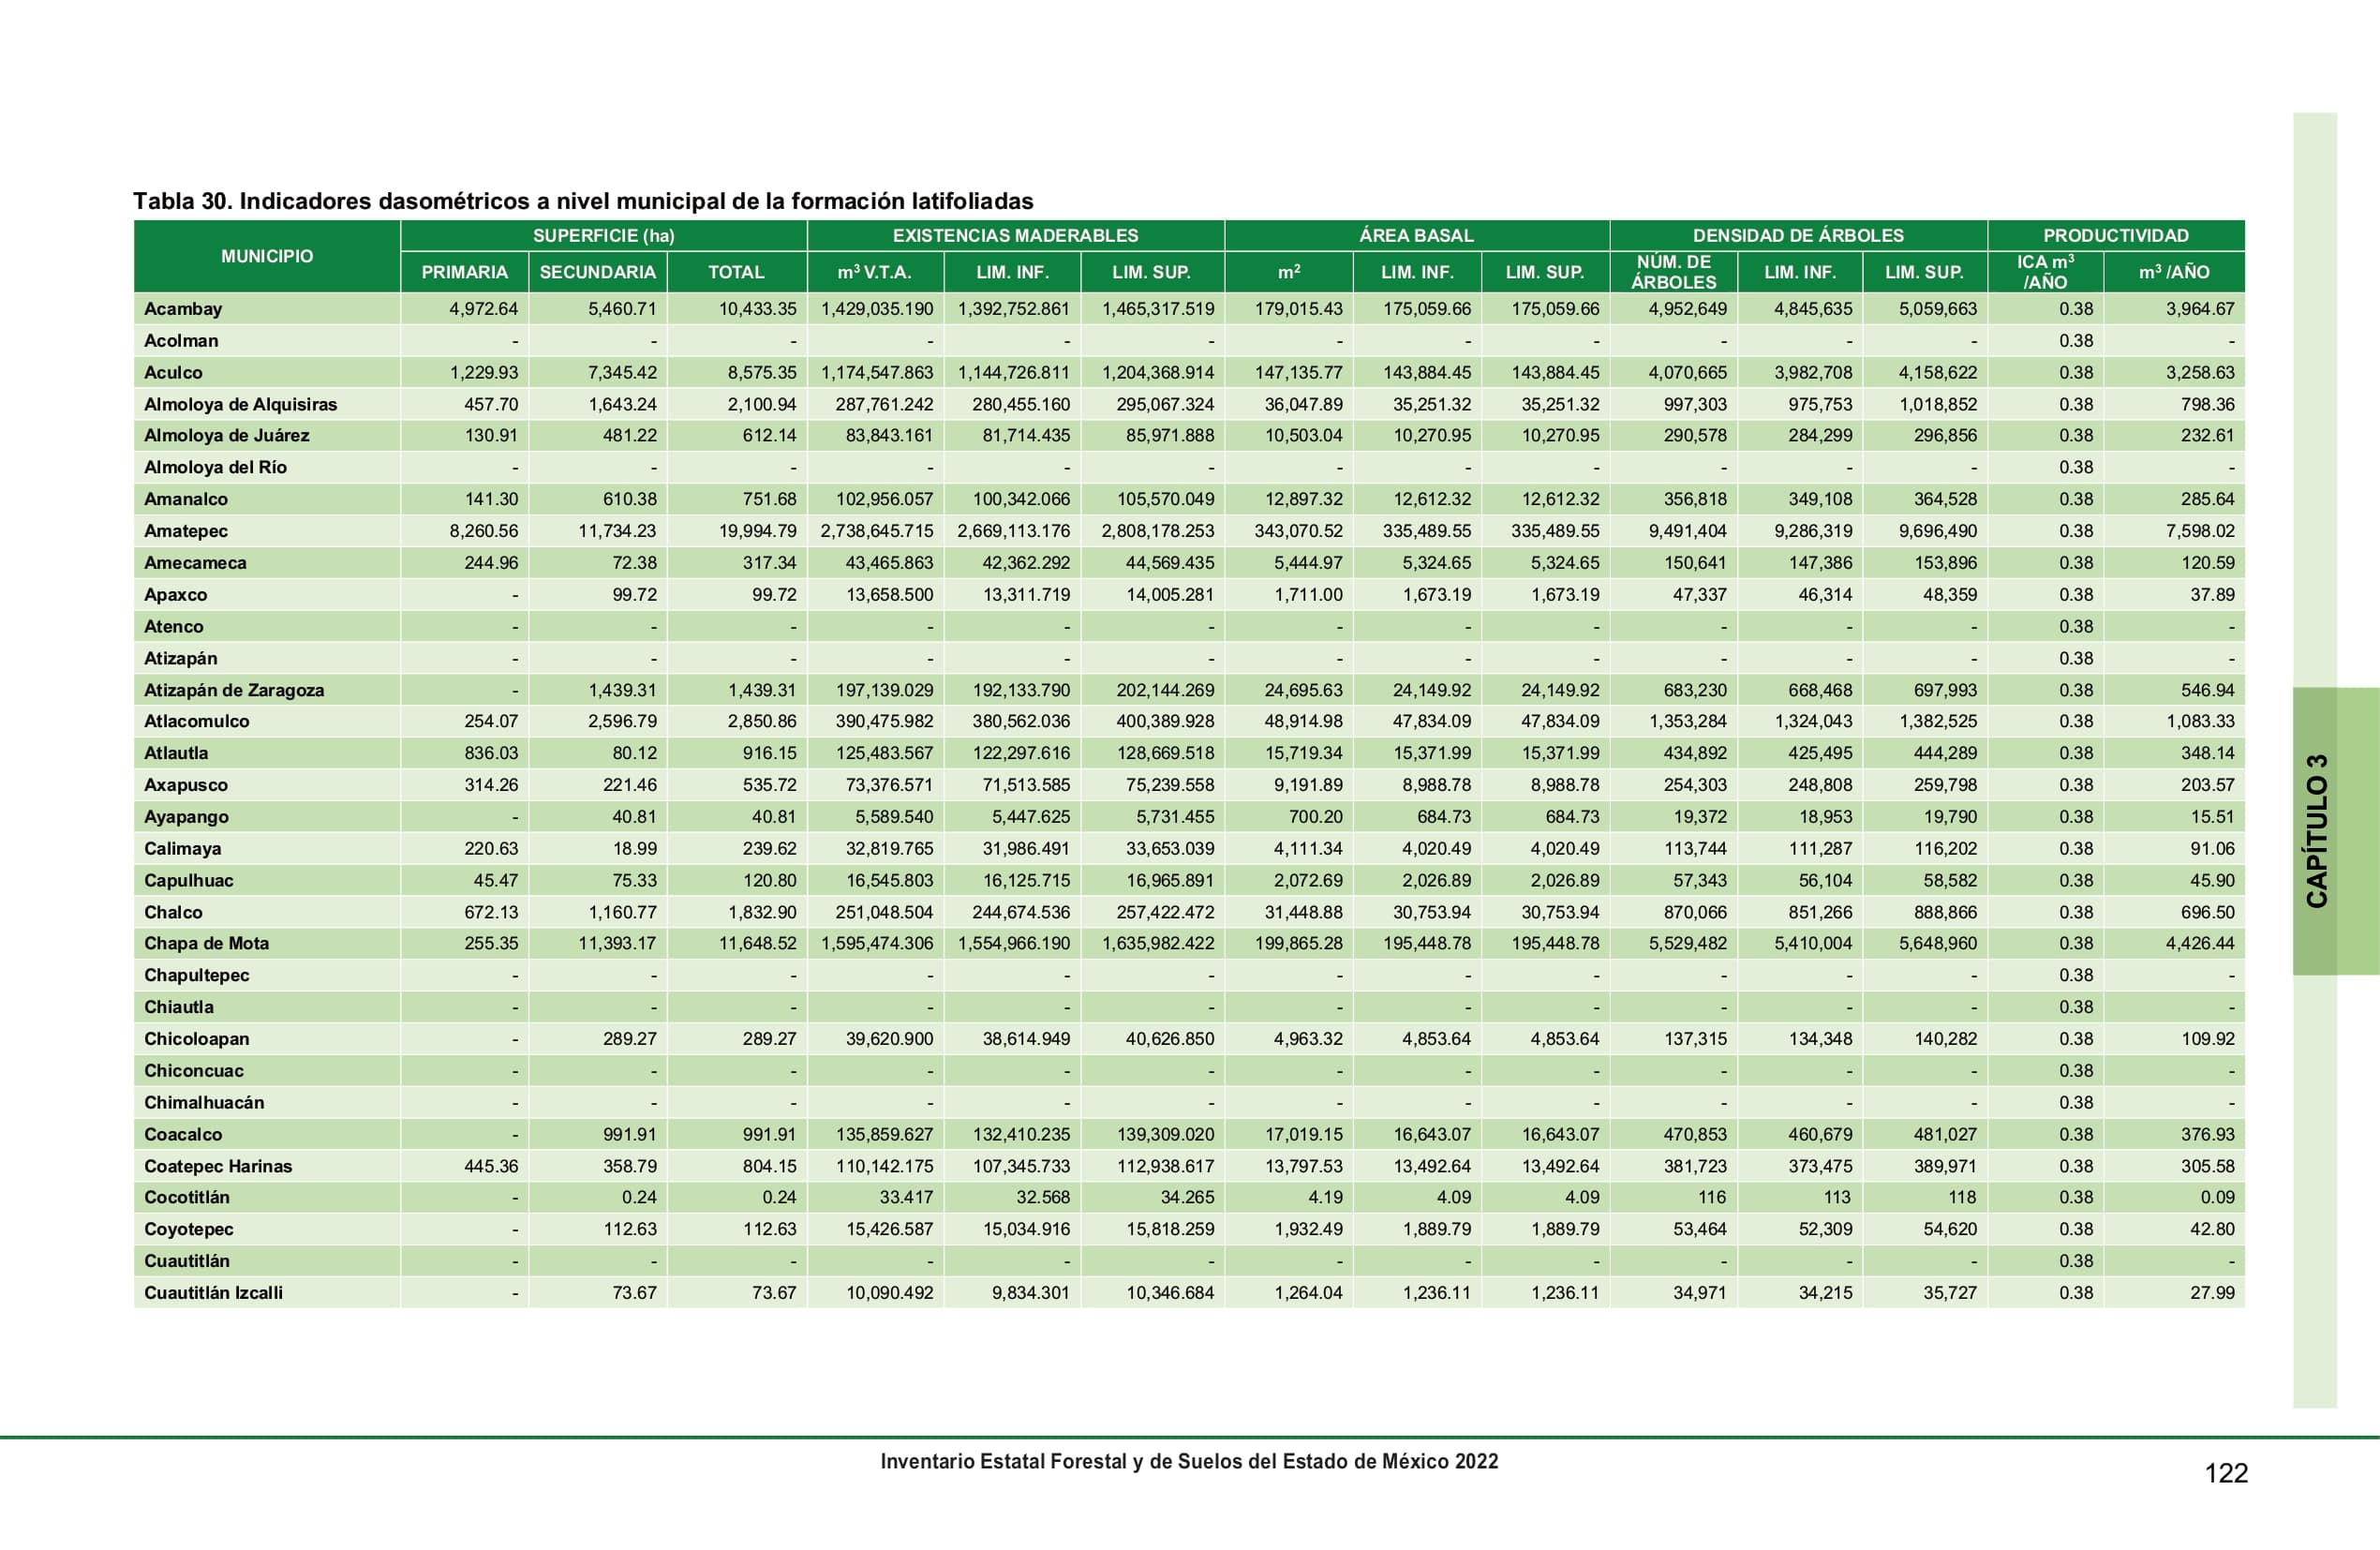 Tabla 30. Indicadores dasométricos a nivel municipal de la formación latifoliadas
MUNICIPIO SUPERFICIE (ha) EXISTENCIAS MADERABLES ÁREA BASAL DENSIDAD DE ÁRBOLES PRODUCTIVIDAD
PRIMARIA SECUNDARIA TOTAL m³ V.T.A. LIM. INF. LIM. SUP. m² LIM. INF. LIM. SUP. NÚM. DE ÁRBOLES LIM. INF. LIM. SUP. ICA m³ /AÑO m³ /AÑO
Acambay 4,972.64 5,460.71 10,433.35 1,429,035.190 1,392,752.861 1,465,317.519 179,015.43 175,059.66 175,059.66 4,952,649 4,845,635 5,059,663 0.38 3,964.67
Acolman - - - - - - - - - - - - 0.38 -
Aculco 1,229.93 7,345.42 8,575.35 1,174,547.863 1,144,726.811 1,204,368.914 147,135.77 143,884.45 143,884.45 4,070,665 3,982,708 4,158,622 0.38 3,258.63
Almoloya de Alquisiras 457.70 1,643.24 2,100.94 287,761.242 280,455.160 295,067.324 36,047.89 35,251.32 35,251.32 997,303 975,753 1,018,852 0.38 798.36
Almoloya de Juárez 130.91 481.22 612.14 83,843.161 81,714.435 85,971.888 10,503.04 10,270.95 10,270.95 290,578 284,299 296,856 0.38 232.61
Almoloya del Río - - - - - - - - - - - - 0.38 -
Amanalco 141.30 610.38 751.68 102,956.057 100,342.066 105,570.049 12,897.32 12,612.32 12,612.32 356,818 349,108 364,528 0.38 285.64
Amatepec 8,260.56 11,734.23 19,994.79 2,738,645.715 2,669,113.176 2,808,178.253 343,070.52 335,489.55 335,489.55 9,491,404 9,286,319 9,696,490 0.38 7,598.02
Amecameca 244.96 72.38 317.34 43,465.863 42,362.292 44,569.435 5,444.97 5,324.65 5,324.65 150,641 147,386 153,896 0.38 120.59
Apaxco - 99.72 99.72 13,658.500 13,311.719 14,005.281 1,711.00 1,673.19 1,673.19 47,337 46,314 48,359 0.38 37.89
Atenco - - - - - - - - - - - - 0.38 -
Atizapán - - - - - - - - - - - - 0.38 -
Atizapán de Zaragoza - 1,439.31 1,439.31 197,139.029 192,133.790 202,144.269 24,695.63 24,149.92 24,149.92 683,230 668,468 697,993 0.38 546.94
Atlacomulco 254.07 2,596.79 2,850.86 390,475.982 380,562.036 400,389.928 48,914.98 47,834.09 47,834.09 1,353,284 1,324,043 1,382,525 0.38 1,083.33
Atlautla 836.03 80.12 916.15 125,483.567 122,297.616 128,669.518 15,719.34 15,371.99 15,371.99 434,892 425,495 444,289 0.38 348.14
Axapusco 314.26 221.46 535.72 73,376.571 71,513.585 75,239.558 9,191.89 8,988.78 8,988.78 254,303 248,808 259,798 0.38 203.57
Ayapango - 40.81 40.81 5,589.540 5,447.625 5,731.455 700.20 684.73 684.73 19,372 18,953 19,790 0.38 15.51
Calimaya 220.63 18.99 239.62 32,819.765 31,986.491 33,653.039 4,111.34 4,020.49 4,020.49 113,744 111,287 116,202 0.38 91.06
Capulhuac 45.47 75.33 120.80 16,545.803 16,125.715 16,965.891 2,072.69 2,026.89 2,026.89 57,343 56,104 58,582 0.38 45.90
Chalco 672.13 1,160.77 1,832.90 251,048.504 244,674.536 257,422.472 31,448.88 30,753.94 30,753.94 870,066 851,266 888,866 0.38 696.50
Chapa de Mota 255.35 11,393.17 11,648.52 1,595,474.306 1,554,966.190 1,635,982.422 199,865.28 195,448.78 195,448.78 5,529,482 5,410,004 5,648,960 0.38 4,426.44
Chapultepec - - - - - - - - - - - - 0.38 -
Chiautla - - - - - - - - - - - - 0.38 -
Chicoloapan - 289.27 289.27 39,620.900 38,614.949 40,626.850 4,963.32 4,853.64 4,853.64 137,315 134,348 140,282 0.38 109.92
Chiconcuac - - - - - - - - - - - - 0.38 -
Chimalhuacán - - - - - - - - - - - - 0.38 -
Coacalco - 991.91 991.91 135,859.627 132,410.235 139,309.020 17,019.15 16,643.07 16,643.07 470,853 460,679 481,027 0.38 376.93
Coatepec Harinas 445.36 358.79 804.15 110,142.175 107,345.733 112,938.617 13,797.53 13,492.64 13,492.64 381,723 373,475 389,971 0.38 305.58
Cocotitlán - 0.24 0.24 33.417 32.568 34.265 4.19 4.09 4.09 116 113 118 0.38 0.09
Coyotepec - 112.63 112.63 15,426.587 15,034.916 15,818.259 1,932.49 1,889.79 1,889.79 53,464 52,309 54,620 0.38 42.80
Cuautitlán - - - - - - - - - - - - 0.38 -
Cuautitlán Izcalli - 73.67 73.67 10,090.492 9,834.301 10,346.684 1,264.04 1,236.11 1,236.11 34,971 34,215 35,727 0.38 27.99
CAPÍTULO 3
Inventario Estatal Forestal y de Suelos del Estado de México 2022
122